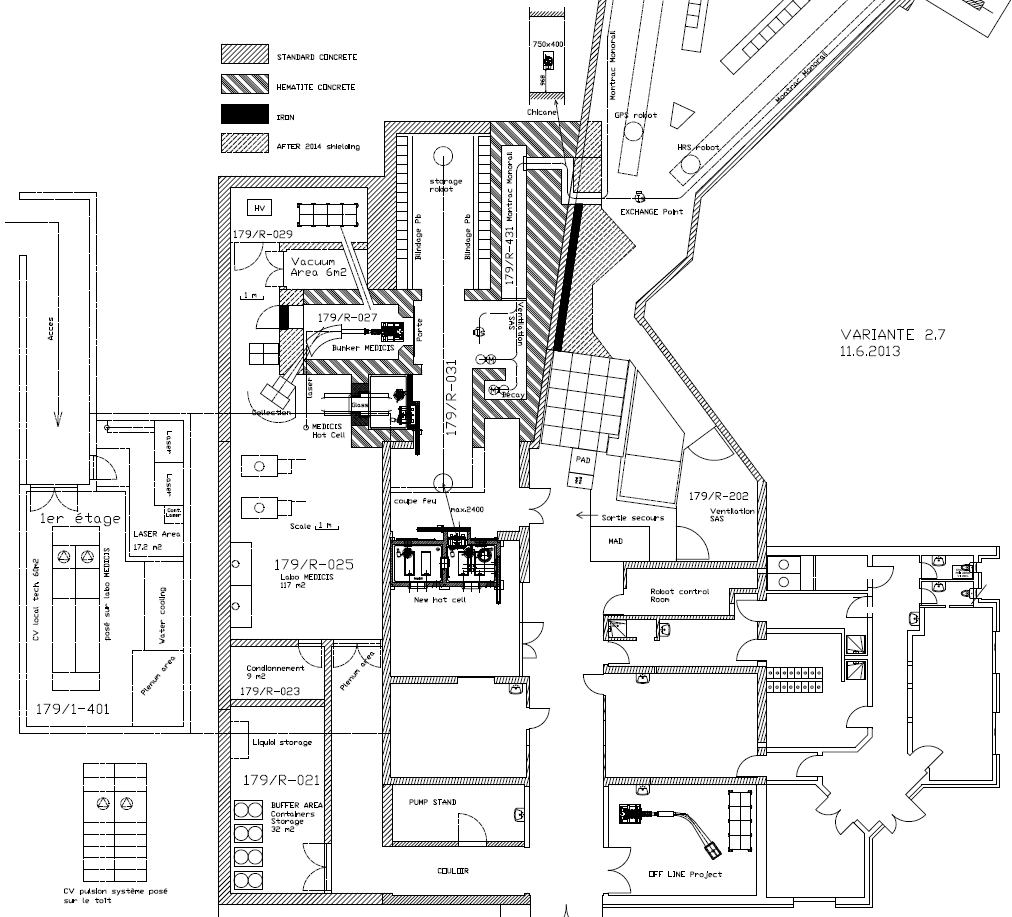 STANDARD CONCRETE
HEMATITE CONCRETE
IRON
AFTER 2014 shielding
750x400
968
Chicane
Montrac Monorail
Montrac Monorail
GPS robot
HRS robot
EXCHANGE Point
storage
robot
Blindage Pb
Blindage Pb
179/R-431 Montrac Monorail
HV
179/R-029
Vacuum
Area 6m2
1 m
179/R-027
Bunker MEDICIS
Porte
Ventilation
SAS
Decay
179/R-031
VARIANTE 2.7
11.6.2013
Acces
laser
Glass
Collection
MEDICIS
Hot Cell
Laser
Laser
Cont.
Laser
LASER Area
17.2 m2
1er étage
CV local tech 60m2
posé sur labo MEDICIS
Water cooling
Plenum area
179/1-401
Scale 1 m
179/R-025
Labo MEDICIS
117 m2
coupe feu
max.2400
New hot cell
PAD
MAD
Sortie secours
179/R-202
Ventilation
SAS
Robot control
Room
Condionnement
9 m2
179/R-023
Plenum area
Liquid storage
179/R-021
BUFFER AREA
Containers
Storage
32 m2
PUMP STAND
COULOIR
OFF LINE Project
CV pulsion système posé
sur le toit